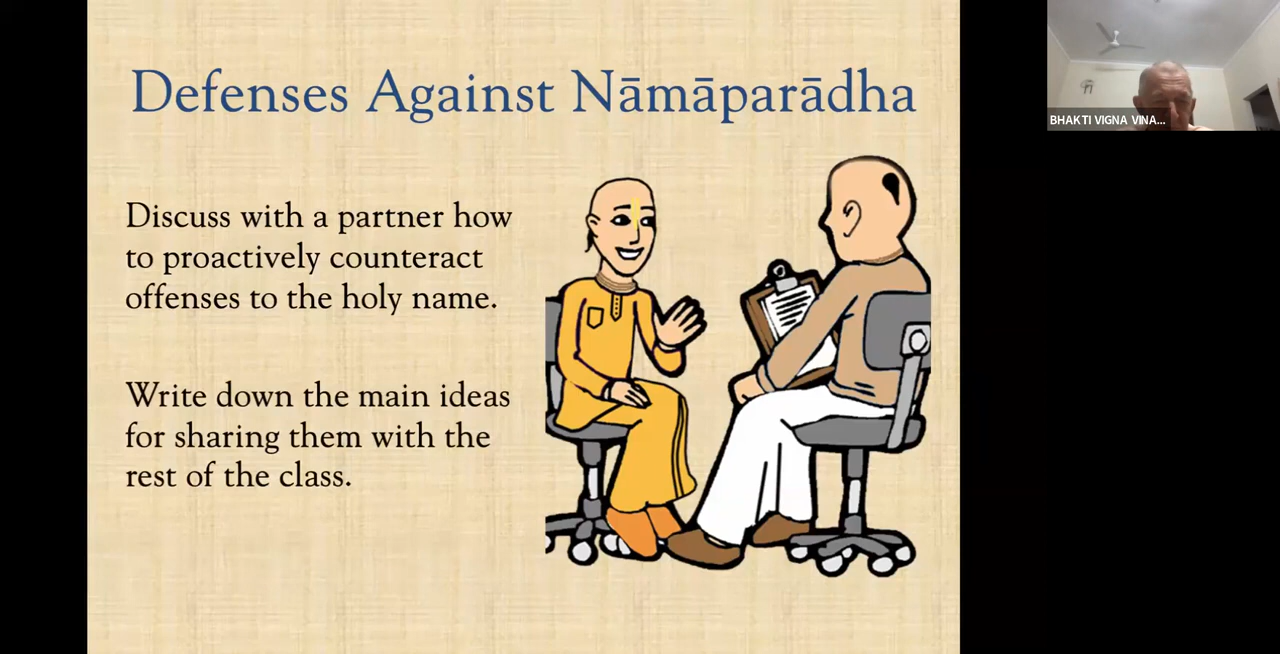 Defenses Against Nāmāparādha
Discuss with a partner how
to proactively counteract
offenses to the holy name.
Write down the main ideas
for sharing them with the
rest of the class.
BHAKTI VIGNA VINA...